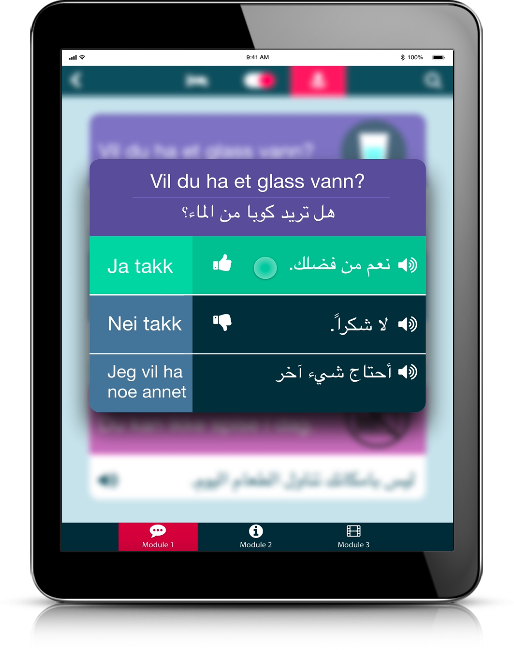 9:41 AM
100%
Vil du ha et glass vann?
Vil du ha et glass vann?
هل تريد كوبا من الماء؟
Ja takk
نعم من فضلك.
Nei takk
لا شكراً.
Jeg vil ha
noe annet
أحتاج شيء آخر
ليس بامكانك تناول الطعام اليوم.
Module 1
Module 2
Module 3